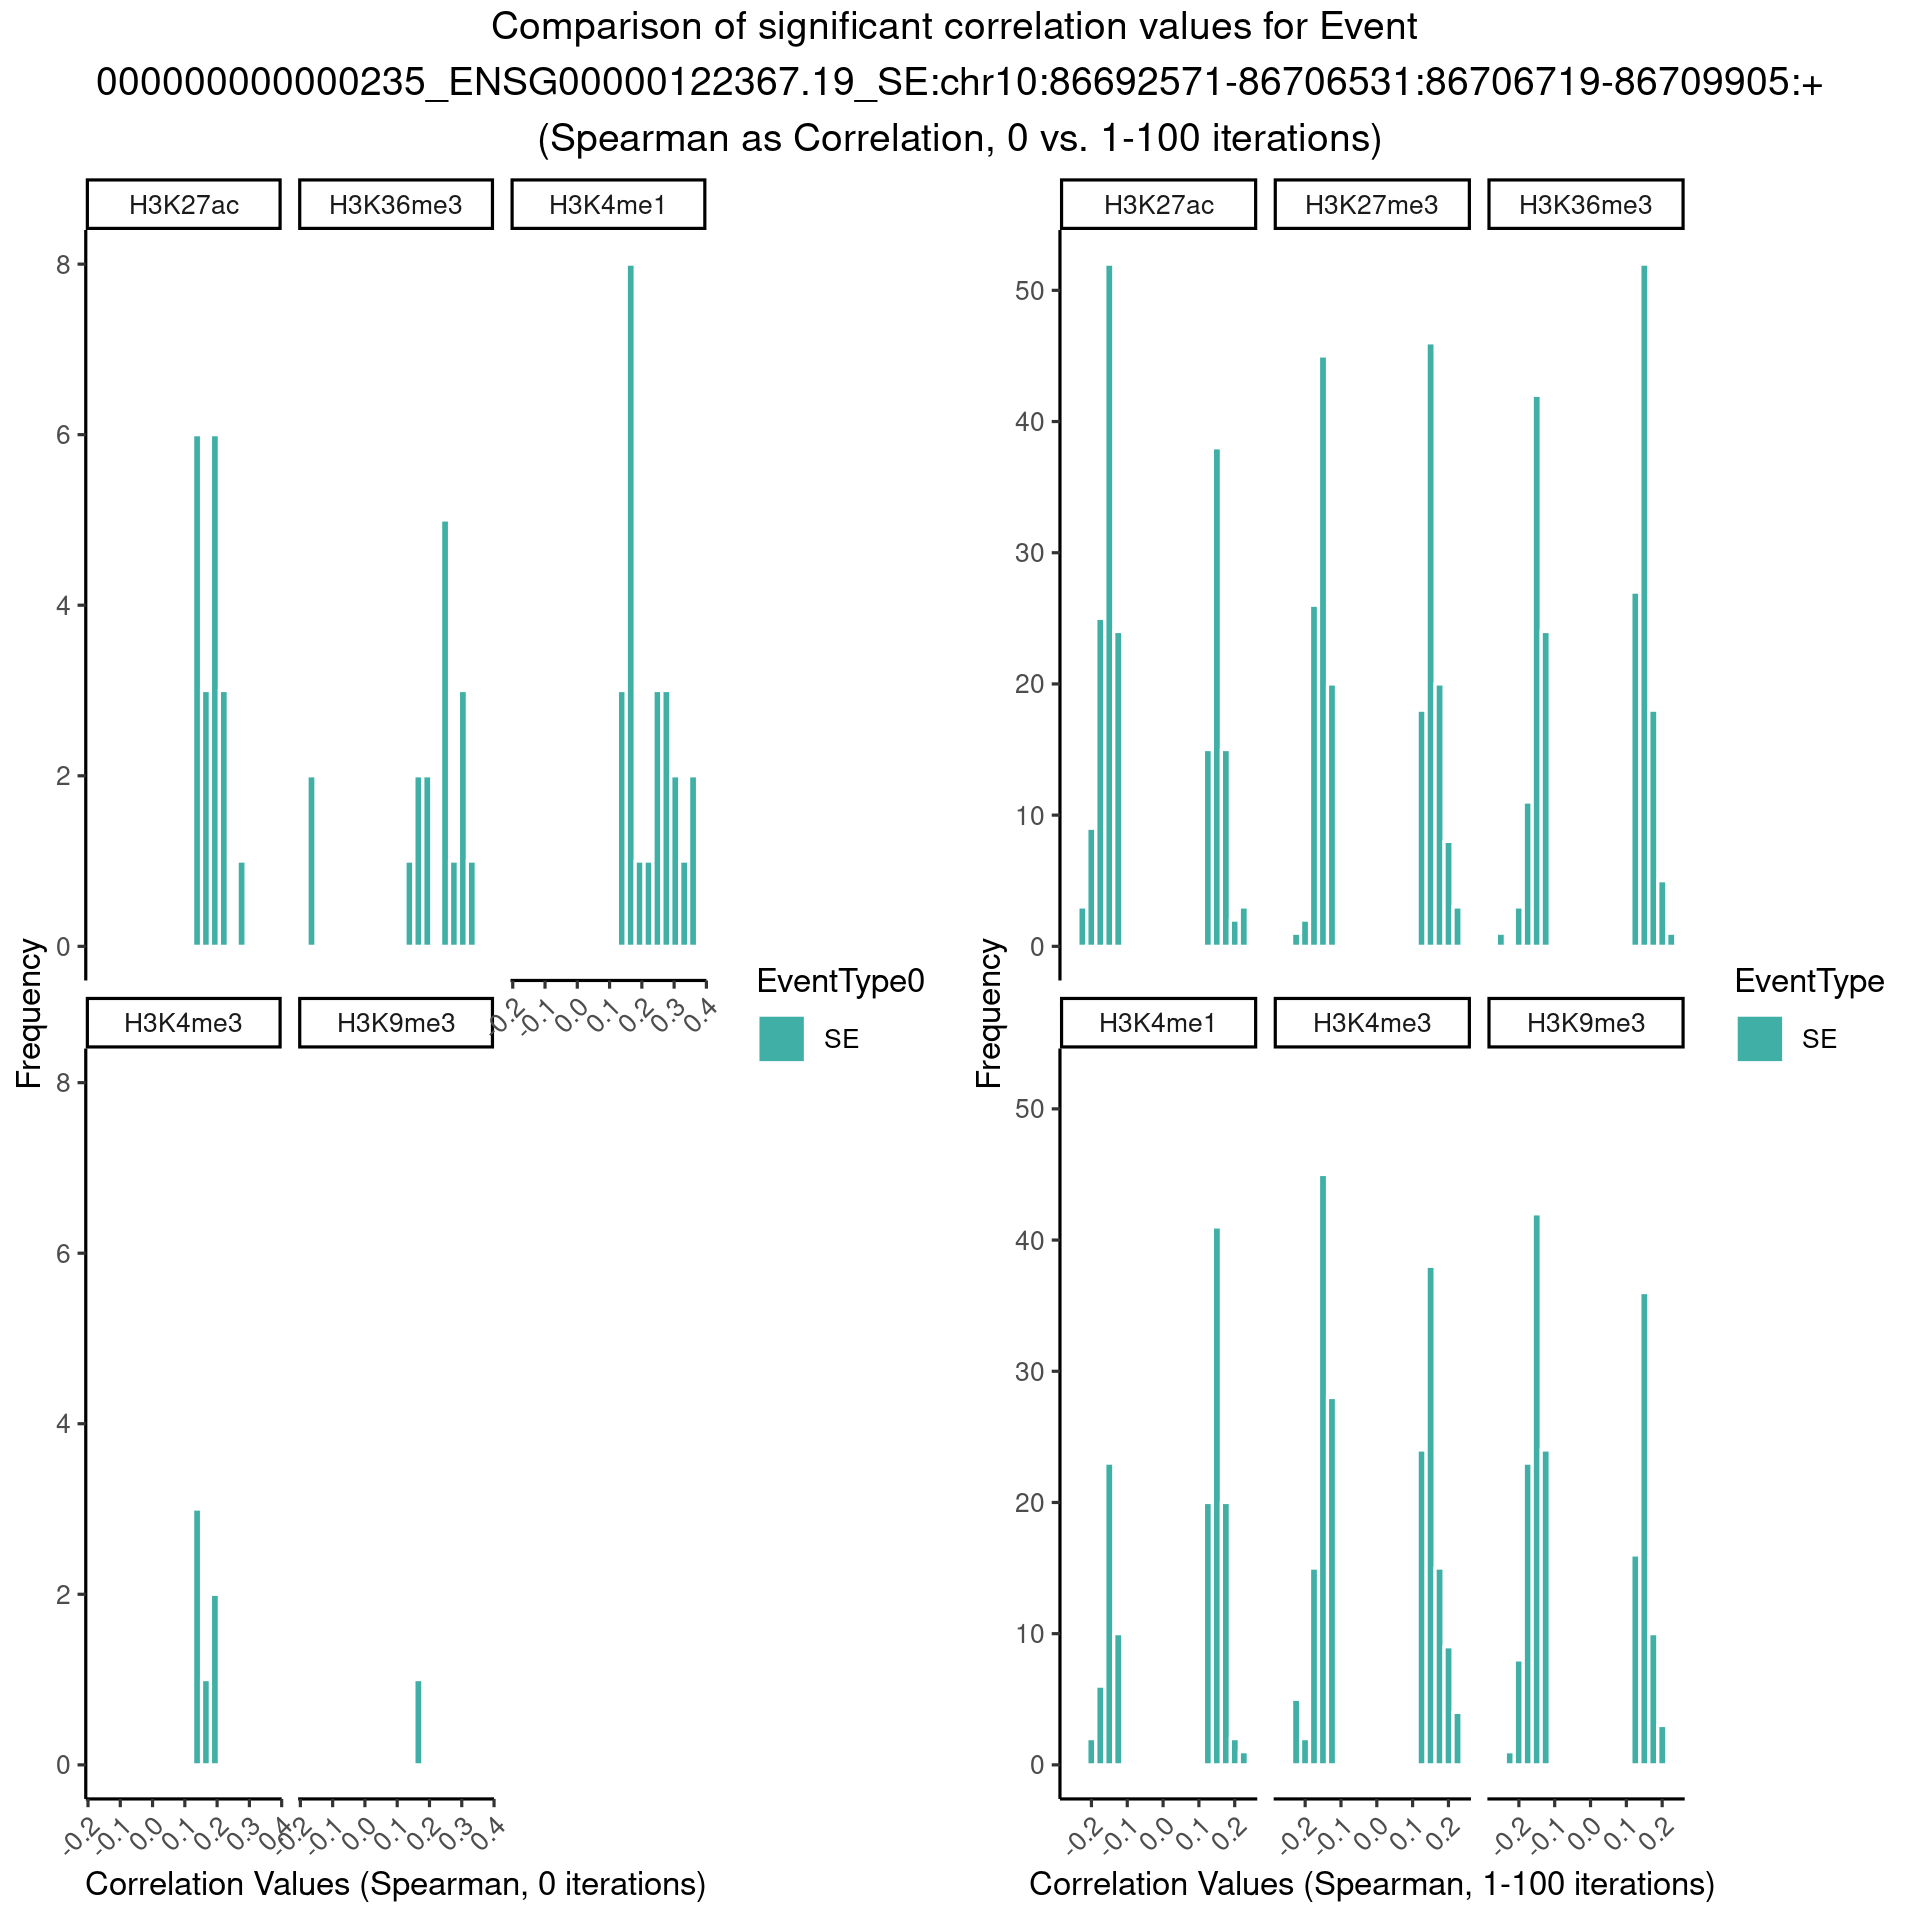 Comparison of significant correlation values for Event
000000000000235_ENSG00000122367.19_SE:chr10:86692571-86706531:86706719-86709905:+
(Spearman as Correlation, 0 vs. 1-100 iterations)
H3K27ac H3K36me3 H3K4me1
8
6
4
2
0
-0.2 -0.1 0.0 0.1 0.2 0.3 0.4
Frequency
H3K4me3 H3K9me3
8
6
4
2
0
-0.2 -0.1 0.0 0.1 0.2 0.3 0.4 -0.2 -0.1 0.0 0.1 0.2 0.3 0.4
Correlation Values (Spearman, 0 iterations)
EventType0
SE
H3K27ac H3K27me3 H3K36me3
50
40
30
20
10
0
Frequency
H3K4me1 H3K4me3 H3K9me3
50
40
30
20
10
0
-0.2 -0.1 0.0 0.1 0.2 -0.2 -0.1 0.0 0.1 0.2 -0.2 -0.1 0.0 0.1 0.2
Correlation Values (Spearman, 1-100 iterations)
EventType
SE